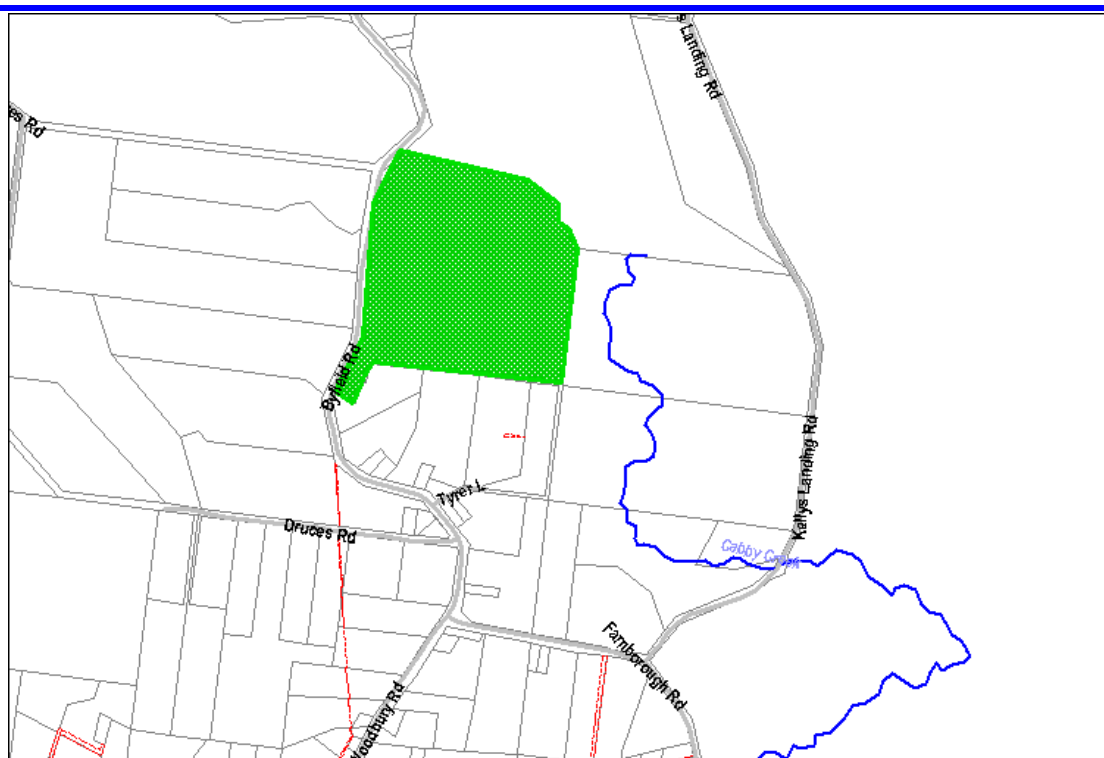 Landing Rd
es Rd
Byfield Rd
Kellys Landing Rd
Tyrer L
Druces Rd
Cabby Creek
Farnborough Rd
Woodbury Rd